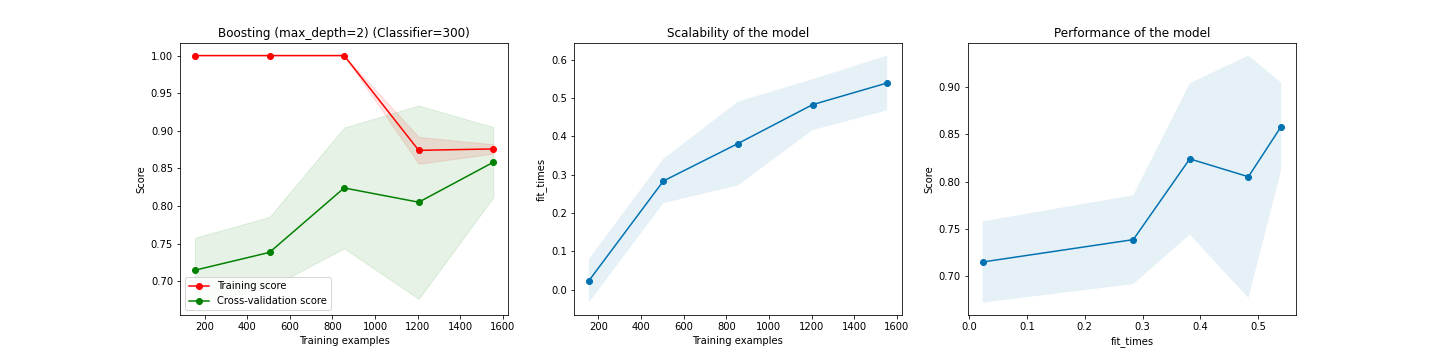 Boosting (max_depth=2) (Classifier=300)
1.00
0.95
0.90
0.85
0.80
0.75
0.70
Score
Training score
Cross-validation score
200 400 600 800 1000 1200 1400 1600
Training examples
Scalability of the model
0.6
0.5
0.4
0.3
0.2
0.1
0.0
fit_times
200 400 600 800 1000 1200 1400 1600
Training examples
Performance of the model
0.90
0.85
0.80
0.75
0.70
Score
0.0 0.1 0.2 0.3 0.4 0.5
fit_times